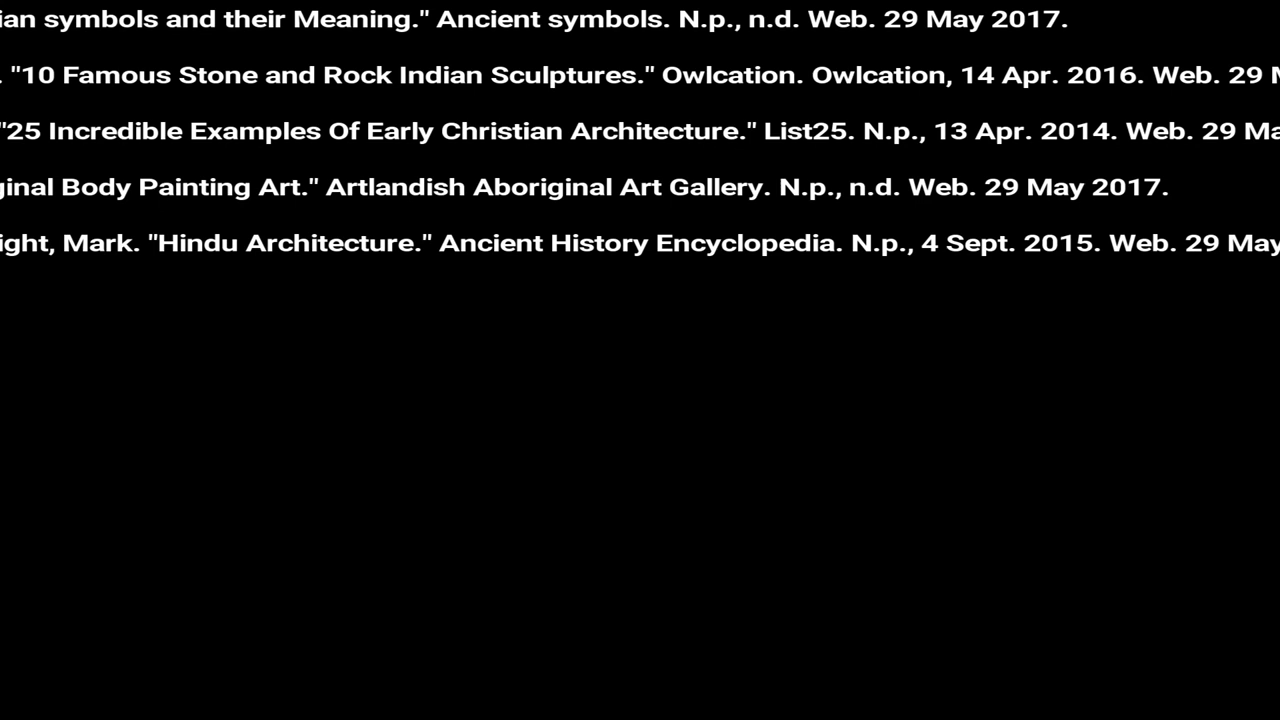 ian symbols and their Meaning." Ancient symbols. N.p., n.d. Web. 29 May 2017.
. "10 Famous Stone and Rock Indian Sculptures." Owlcation. Owlcation, 14 Apr. 2016. Web. 29 M
"25 Incredible Examples Of Early Christian Architecture." List25. N.p., 13 Apr. 2014. Web. 29 Ma
ginal Body Painting Art." Artlandish Aboriginal Art Gallery. N.p., n.d. Web. 29 May 2017.
ight, Mark. "Hindu Architecture." Ancient History Encyclopedia. N.p., 4 Sept. 2015. Web. 29 May